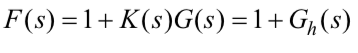 F(s) = 1 + K(s)G(s) = 1 + G_h(s)